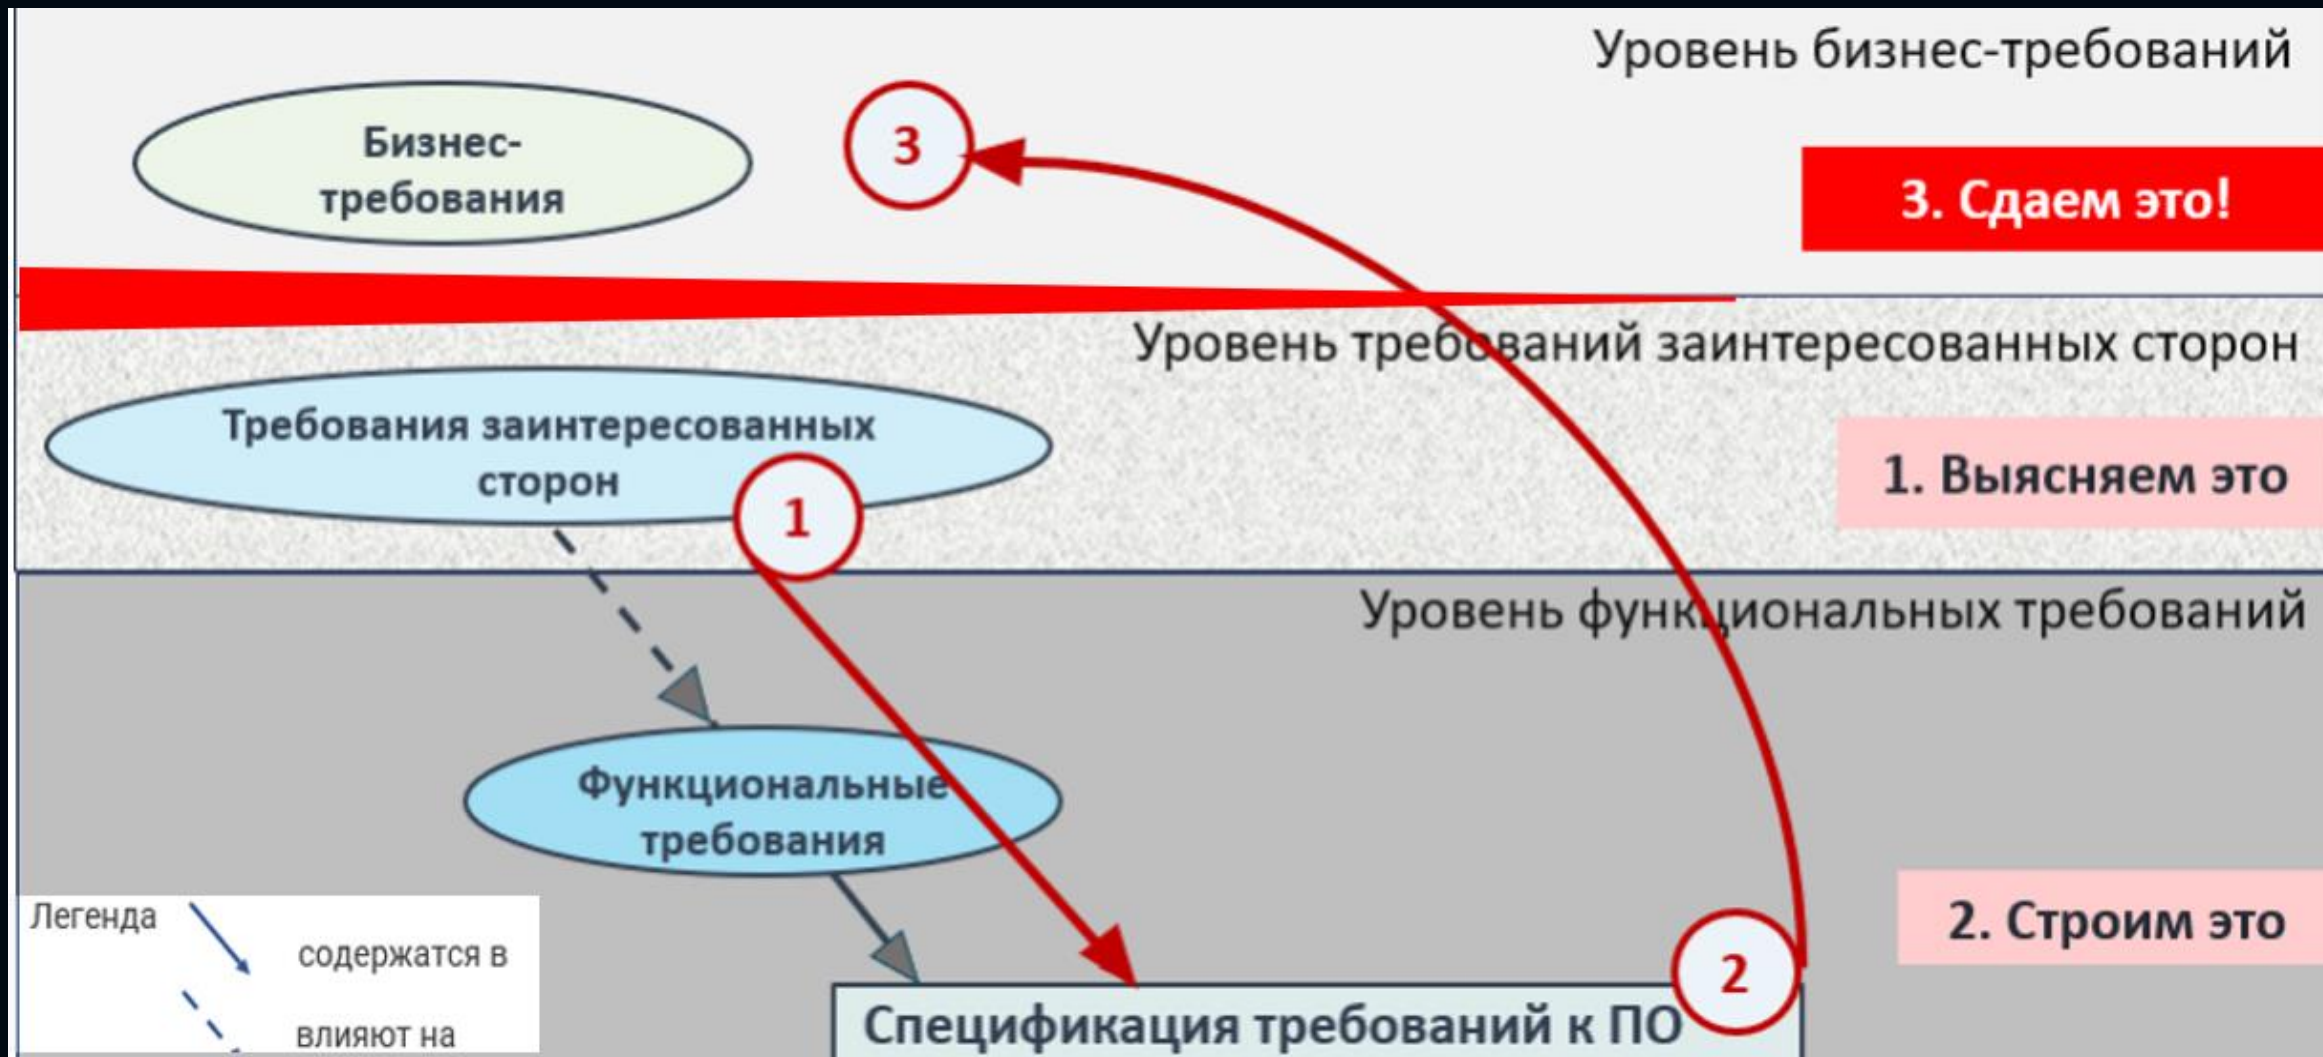 Уровень бизнес-требований
Бизнес-
требования
3
3. Сдаем это!
Уровень требований заинтересованных сторон
Требования заинтересованных
сторон
1
1. Выясняем это
Уровень функциональных требований
Функциональные
требования
Легенда
содержатся в
влияют на
2. Строим это
2
Спецификация требований к ПО